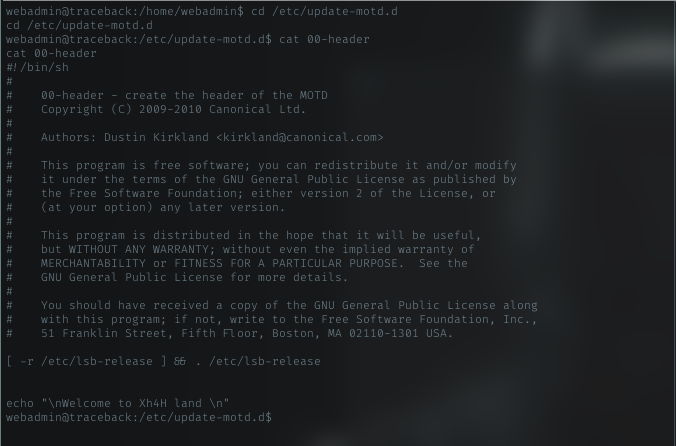 webadmin@traceback:/home/webadmin$ cd /etc/update-motd.d
cd /etc/update-motd.d
webadmin@traceback:/etc/update-motd.d$ cat 00-header
cat 00-header
#!/bin/sh
#
#    00-header - create the header of the MOTD
#    Copyright (C) 2009-2010 Canonical Ltd.
#
#    Authors: Dustin Kirkland <kirkland@canonical.com>
#
#    This program is free software; you can redistribute it and/or modify
#    it under the terms of the GNU General Public License as published by
#    the Free Software Foundation; either version 2 of the License, or
#    (at your option) any later version.
#
#    This program is distributed in the hope that it will be useful,
#    but WITHOUT ANY WARRANTY; without even the implied warranty of
#    MERCHANTABILITY or FITNESS FOR A PARTICULAR PURPOSE.  See the
#    GNU General Public License for more details.
#
#    You should have received a copy of the GNU General Public License along
#    with this program; if not, write to the Free Software Foundation, Inc.,
#    51 Franklin Street, Fifth Floor, Boston, MA 02110-1301 USA.

[ -r /etc/lsb-release ] && . /etc/lsb-release


echo "\nWelcome to Xh4H land \n"
webadmin@traceback:/etc/update-motd.d$